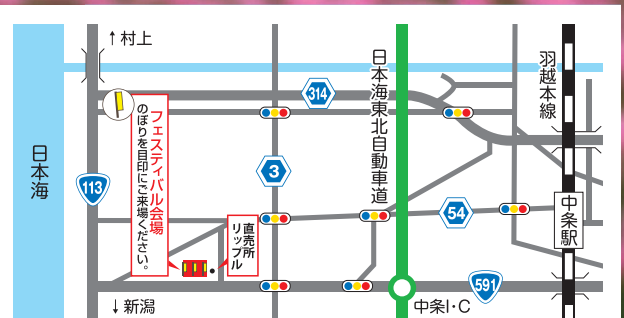 ↑村上
日本海
113
フェスティバル会場
のぼりを目印にご来場ください。
直売所
リップル
↓新潟
314
3
日本海東北自動車道
54
羽越本線
中条駅
591
中条I・C